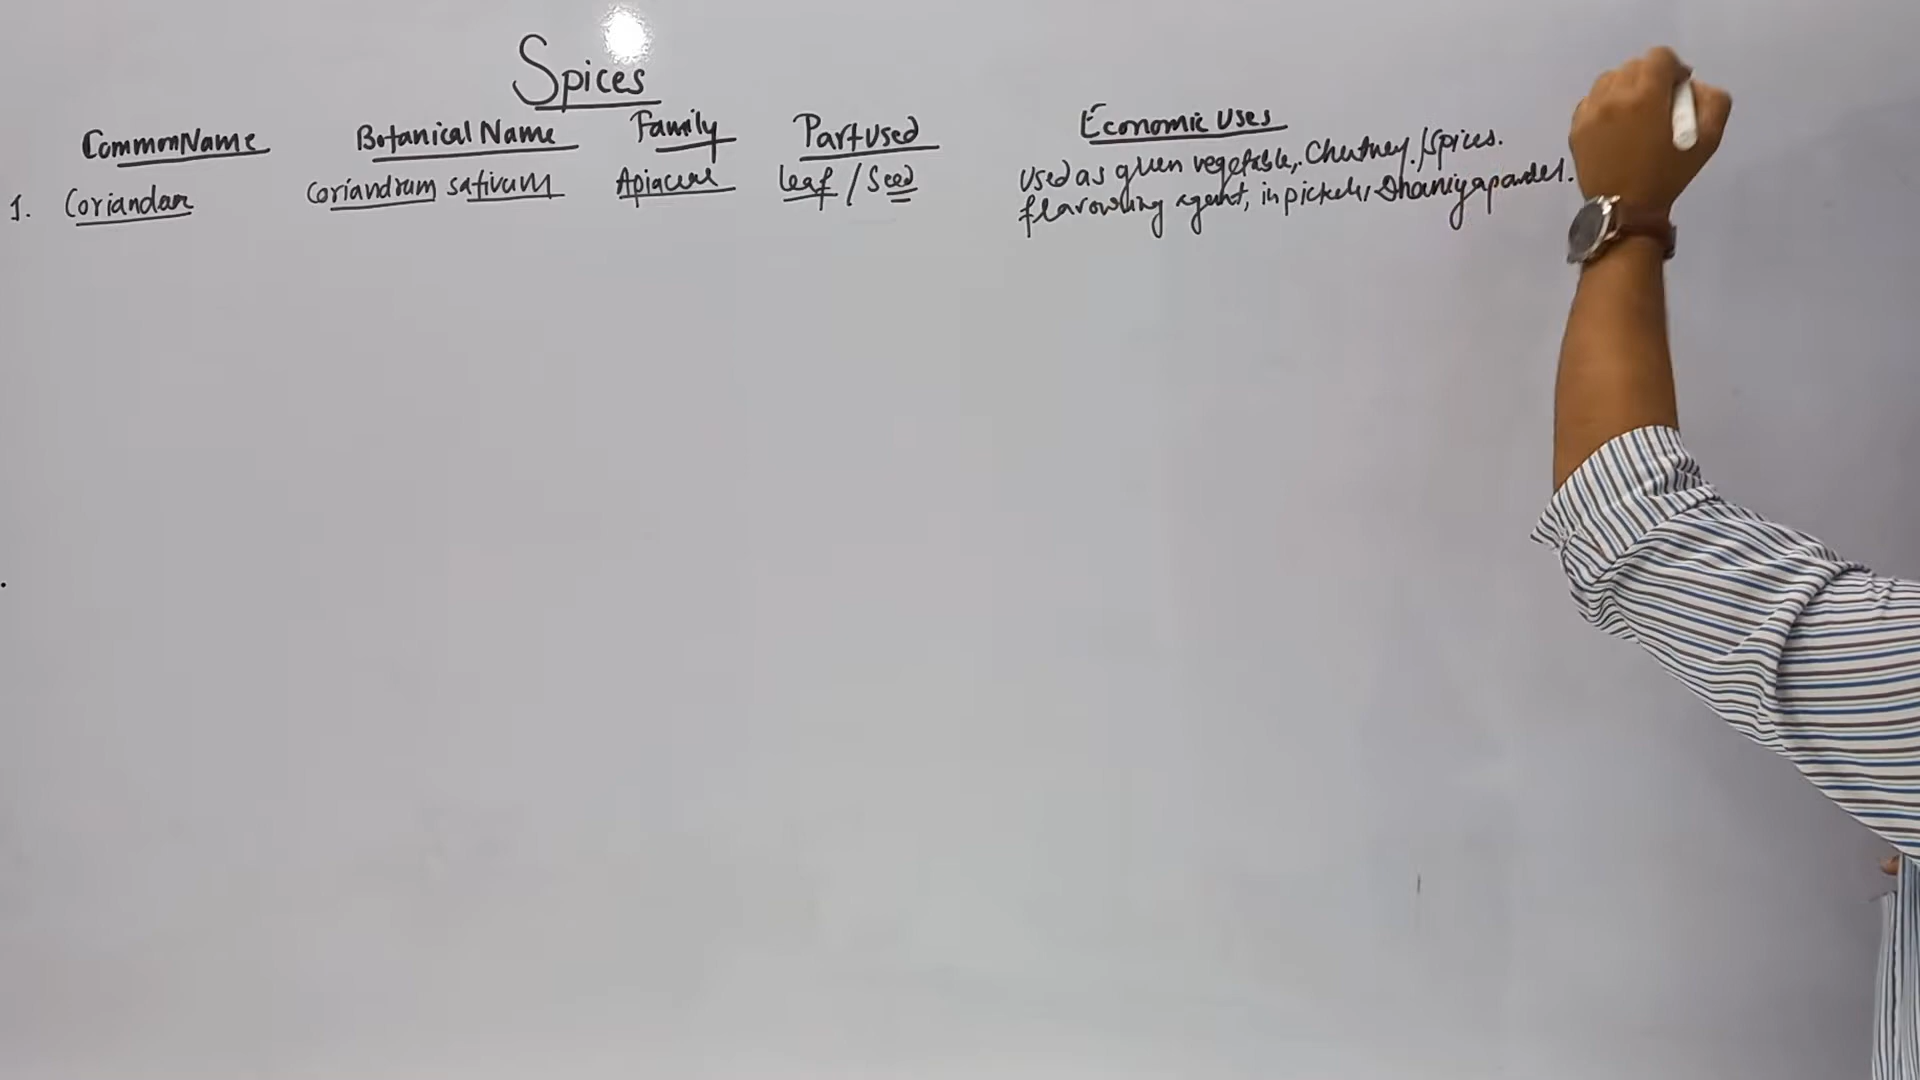 Spices
Common Name Botanical Name Family Part used Economic Uses
1. Coriandar Coriandrum sativum Apiaceae Leaf / Seed Used as green vegetable, Chutney / Spices.
flavouring agent, in pickel, Dhaniya powder.